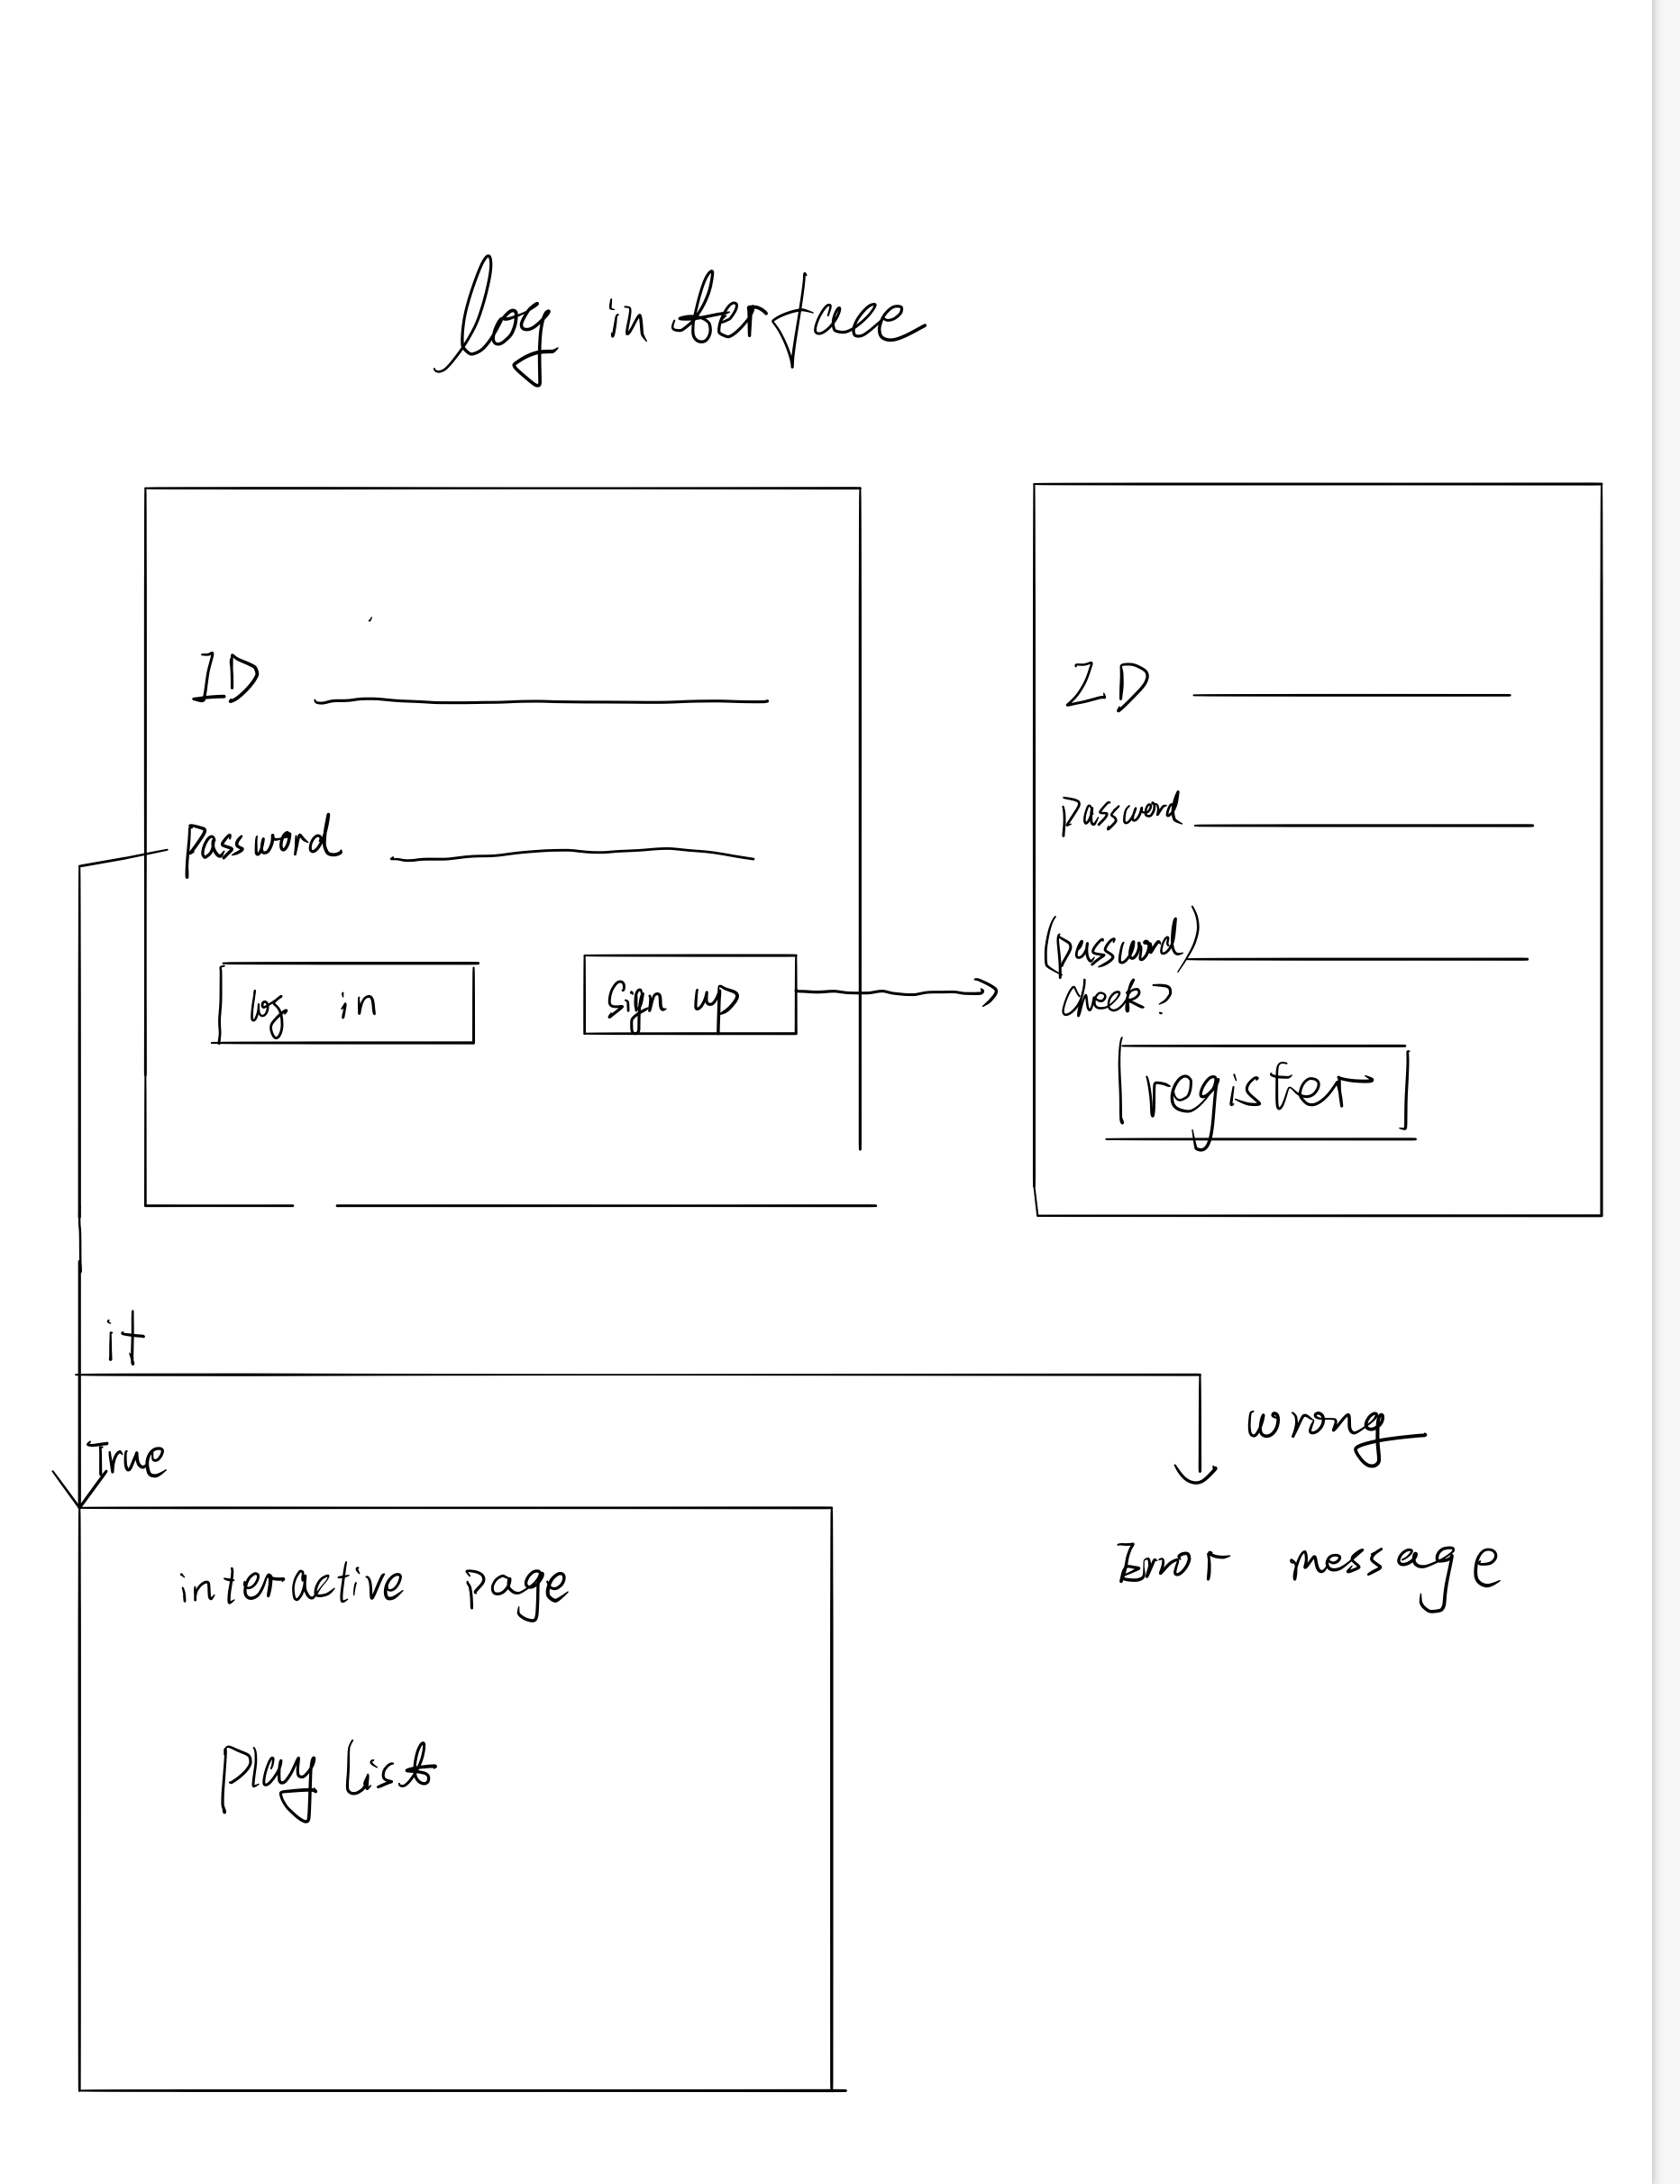 log interface
ID
password
log in
sign up
ID
password
(password)
check?
register
if
True
wrong
interactive page
Error message
Play list